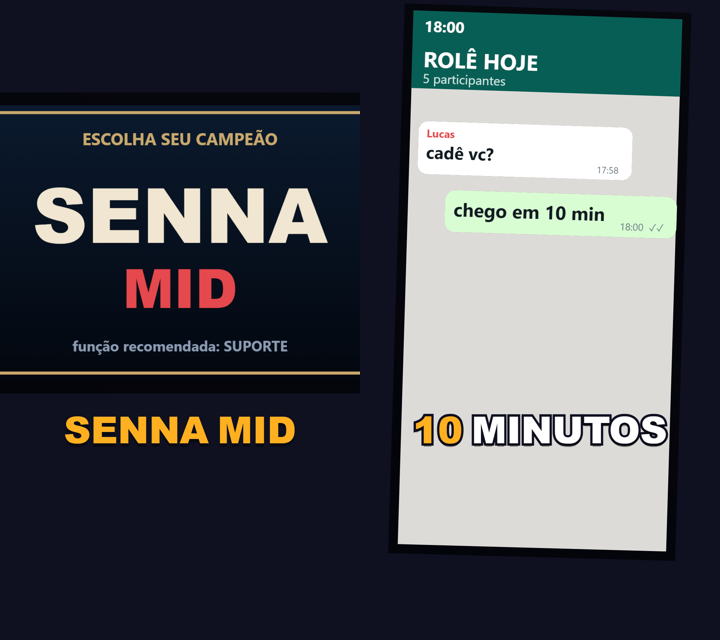 ESCOLHA SEU CAMPEÃO
SENNA
MID
função recomendada: SUPORTE
SENNA MID
18:00
ROLÊ HOJE
5 participantes
Lucas
cadê vc?
17:58
chego em 10 min
18:00 ✓✓
10 MINUTOS